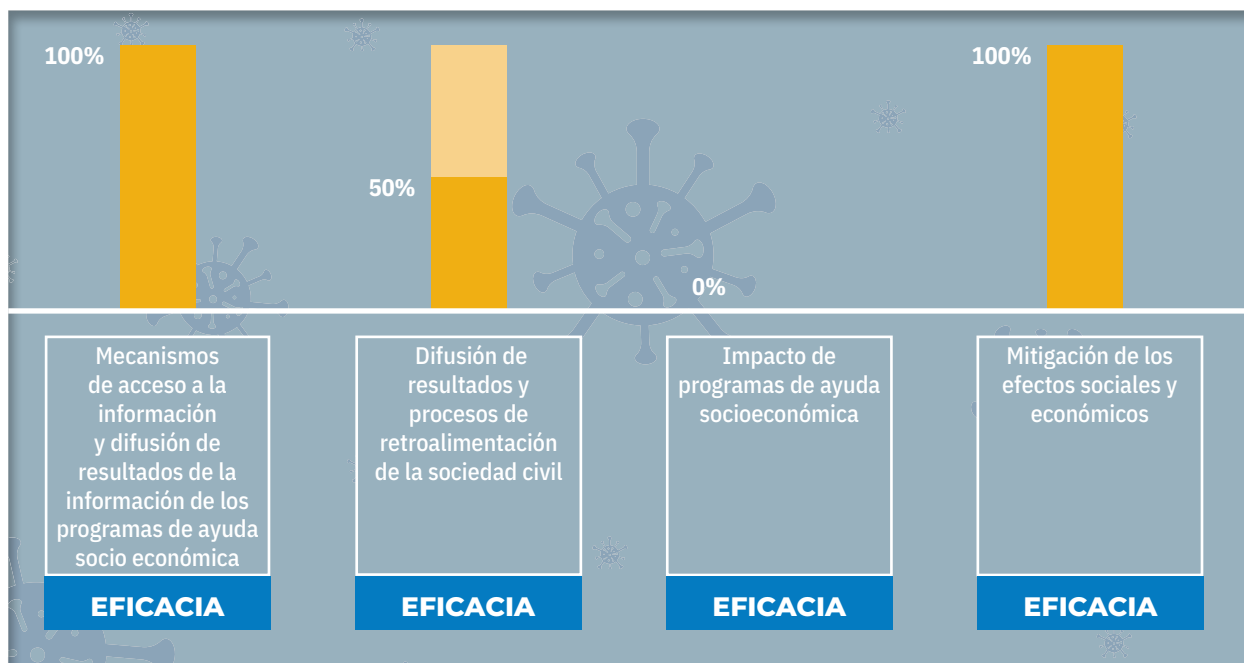 100%
50%
0%
100%
Mecanismos
de acceso a la
información
y difusión de
resultados de la
información de los
programas de ayuda
socio económica
EFICACIA
Difusión de
resultados y
procesos de
retroalimentación
de la sociedad civil
EFICACIA
Impacto de
programas de ayuda
socioeconómica
EFICACIA
Mitigación de los
efectos sociales y
económicos
EFICACIA